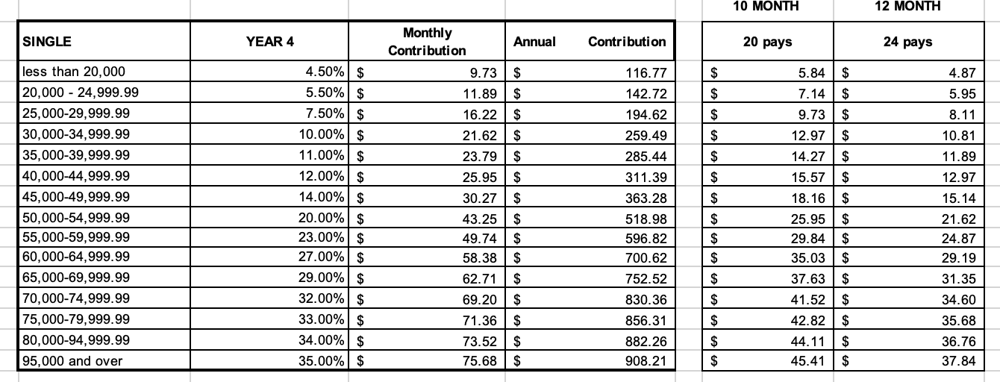 10 MONTH 12 MONTH
SINGLE YEAR 4 Monthly Contribution Annual Contribution 20 pays 24 pays
less than 20,000 4.50% $ 9.73 $ 116.77 $ 5.84 $ 4.87
20,000 - 24,999.99 5.50% $ 11.89 $ 142.72 $ 7.14 $ 5.95
25,000-29,999.99 7.50% $ 16.22 $ 194.62 $ 9.73 $ 8.11
30,000-34,999.99 10.00% $ 21.62 $ 259.49 $ 12.97 $ 10.81
35,000-39,999.99 11.00% $ 23.79 $ 285.44 $ 14.27 $ 11.89
40,000-44,999.99 12.00% $ 25.95 $ 311.39 $ 15.57 $ 12.97
45,000-49,999.99 14.00% $ 30.27 $ 363.28 $ 18.16 $ 15.14
50,000-54,999.99 20.00% $ 43.25 $ 518.98 $ 25.95 $ 21.62
55,000-59,999.99 23.00% $ 49.74 $ 596.82 $ 29.84 $ 24.87
60,000-64,999.99 27.00% $ 58.38 $ 700.62 $ 35.03 $ 29.19
65,000-69,999.99 29.00% $ 62.71 $ 752.52 $ 37.63 $ 31.35
70,000-74,999.99 32.00% $ 69.20 $ 830.36 $ 41.52 $ 34.60
75,000-79,999.99 33.00% $ 71.36 $ 856.31 $ 42.82 $ 35.68
80,000-94,999.99 34.00% $ 73.52 $ 882.26 $ 44.11 $ 36.76
95,000 and over 35.00% $ 75.68 $ 908.21 $ 45.41 $ 37.84